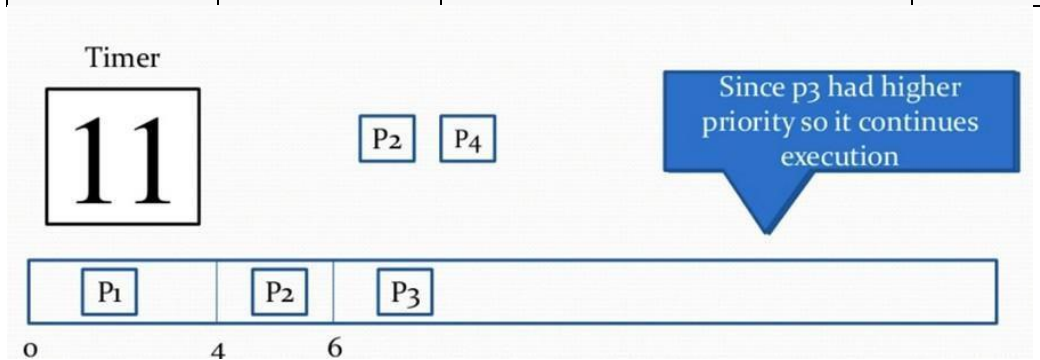 Timer
11
P2 P4
Since p3 had higher
priority so it continues
execution
P1 P2 P3
0 4 6